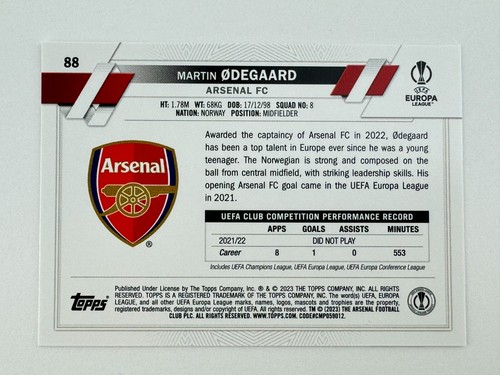 88
MARTIN ØDEGAARD
ARSENAL FC
HT: 1.78M WT: 68KG DOB: 17/12/98 SQUAD NO: 8
NATION: NORWAY POSITION: MIDFIELDER
UEFA
EUROPA
LEAGUE™
Awarded the captaincy of Arsenal FC in 2022, Ødegaard
has been a top talent in Europe ever since he was a young
teenager. The Norwegian is strong and composed on the
ball from central midfield, with striking leadership skills. His
opening Arsenal FC goal came in the UEFA Europa League
in 2021.
Arsenal
®
UEFA CLUB COMPETITION PERFORMANCE RECORD
APPS GOALS ASSISTS MINUTES
2021/22 DID NOT PLAY
Career 8 1 0 553
Includes UEFA Champions League, UEFA Europa League, UEFA Europa Conference League
Topps
Published Under License by The Topps Company, Inc. ® & © 2023 THE TOPPS COMPANY, INC. ALL RIGHTS
RESERVED. TOPPS IS A REGISTERED TRADEMARK OF THE TOPPS COMPANY, INC. The word(s) UEFA, EUROPA
LEAGUE, and all other UEFA Europa League marks, names, mascots and trophies are the property,
registered trademarks, designs and/or copyright of UEFA. All rights reserved. TM © (2023) THE ARSENAL FOOTBALL
CLUB PLC. ALL RIGHTS RESERVED. WWW.TOPPS.COM. CODE#CMP059012.